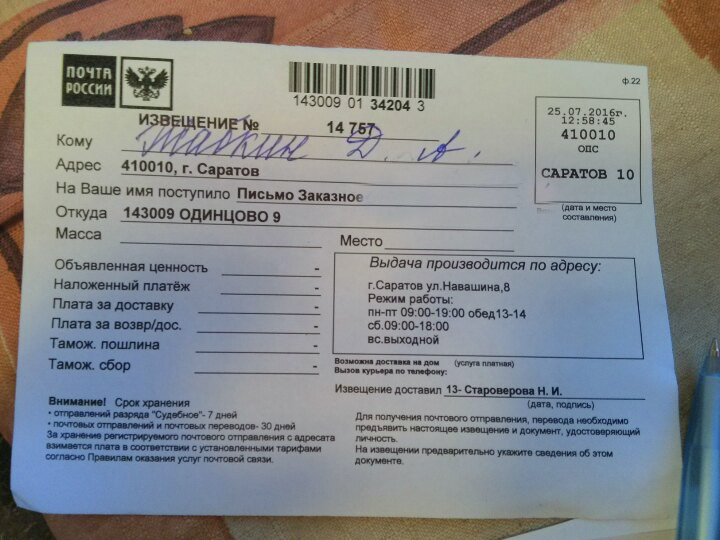 ПОЧТА РОССИИ
ф.22
143009 01 34204 3
ИЗВЕЩЕНИЕ № 14 757
25.07.2016г.
12:58:45
410010
ОПС
САРАТОВ 10
(дата и место составления)
Кому Д. А.
Адрес 410010, г. Саратов
На Ваше имя поступило Письмо Заказное
Откуда 143009 ОДИНЦОВО 9
Масса Место
Объявленная ценность -
Наложенный платёж -
Плата за доставку -
Плата за возвр/дос. -
Тамож. пошлина -
Тамож. сбор -
Выдача производится по адресу:
г.Саратов ул.Навашина,8
Режим работы:
пн-пт 09:00-19:00 обед13-14
сб.09:00-18:00
вс.выходной
Возможна доставка на дом (услуга платная)
Вызов курьера по телефону:
Извещение доставил 13- Староверова Н. И.
(дата, подпись)
Внимание! Срок хранения
• отправлений разряда "Судебное"- 7 дней
• почтовых отправлений и почтовых переводов- 30 дней
За хранение регистрируемого почтового отправления с адресата
взимается плата в соответствии с установленными тарифами
согласно Правилам оказания услуг почтовой связи.
Для получения почтового отправления, перевода необходимо
предъявить настоящее извещение и документ, удостоверяющий
личность.
На извещении предварительно укажите сведения об этом
документе.